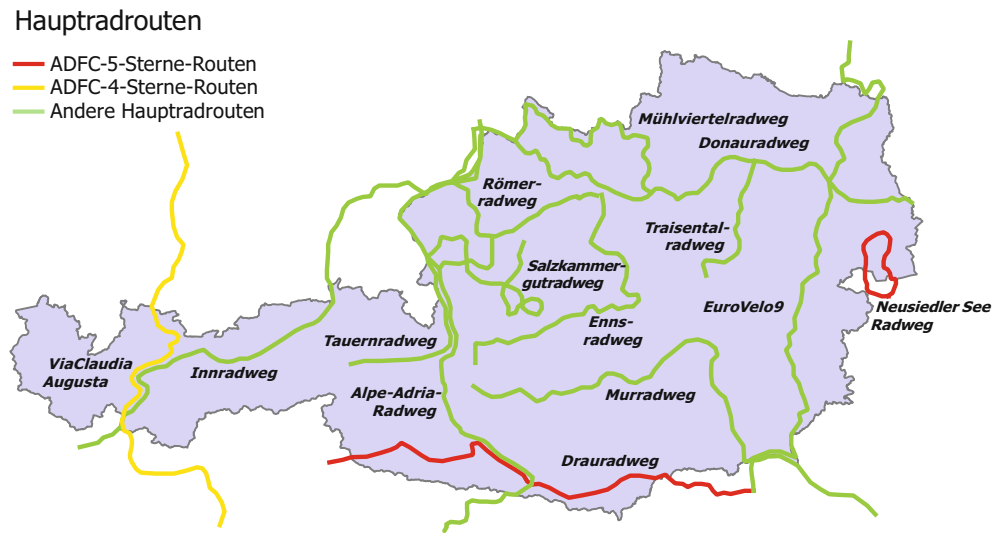 Hauptradrouten
ADFC-5-Sterne-Routen
ADFC-4-Sterne-Routen
Andere Hauptradrouten
Mühlviertelradweg
Donauradweg
Römer-
radweg
Traisental-
radweg
Salzkammer-
gutradweg
EuroVelo9
Neusiedler See
Radweg
Enns-
radweg
Tauernradweg
ViaClaudia
Augusta
Innradweg
Alpe-Adria-
Radweg
Murradweg
Drauradweg